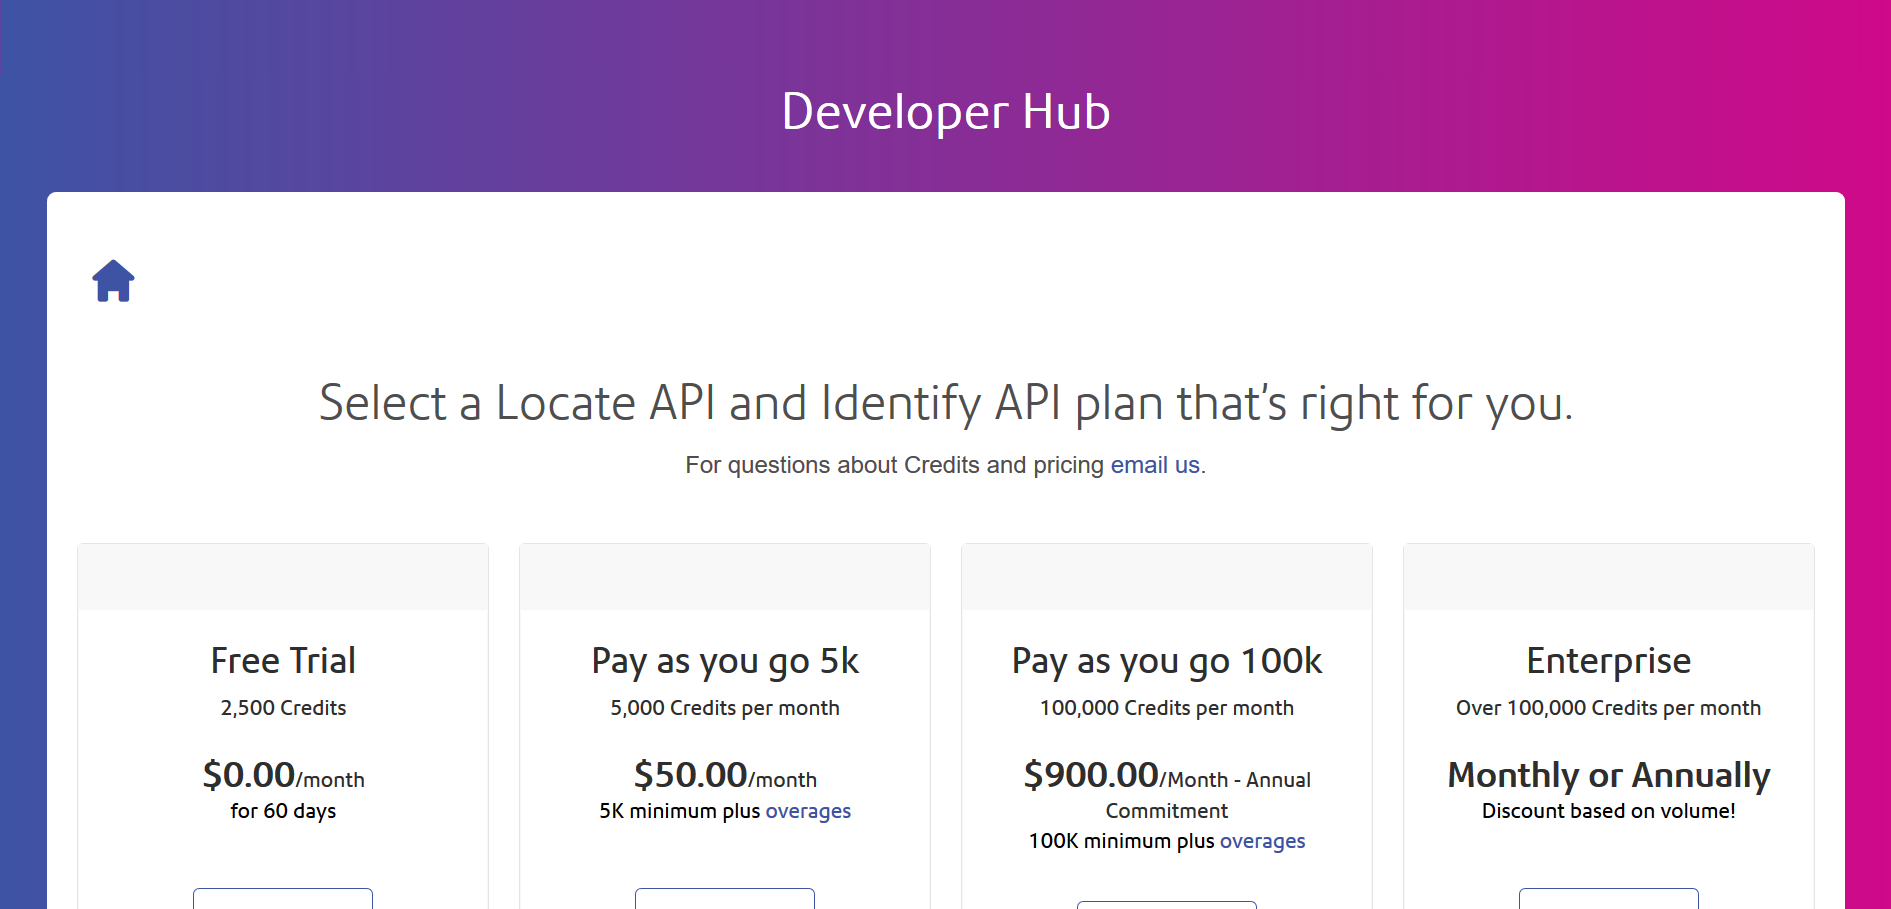 Developer Hub
Select a Locate API and Identify API plan that's right for you.
For questions about Credits and pricing email us.
Free Trial
2,500 Credits
$0.00/month
for 60 days
Pay as you go 5k
5,000 Credits per month
$50.00/month
5K minimum plus overages
Pay as you go 100k
100,000 Credits per month
$900.00/Month - Annual
Commitment
100K minimum plus overages
Enterprise
Over 100,000 Credits per month
Monthly or Annually
Discount based on volume!